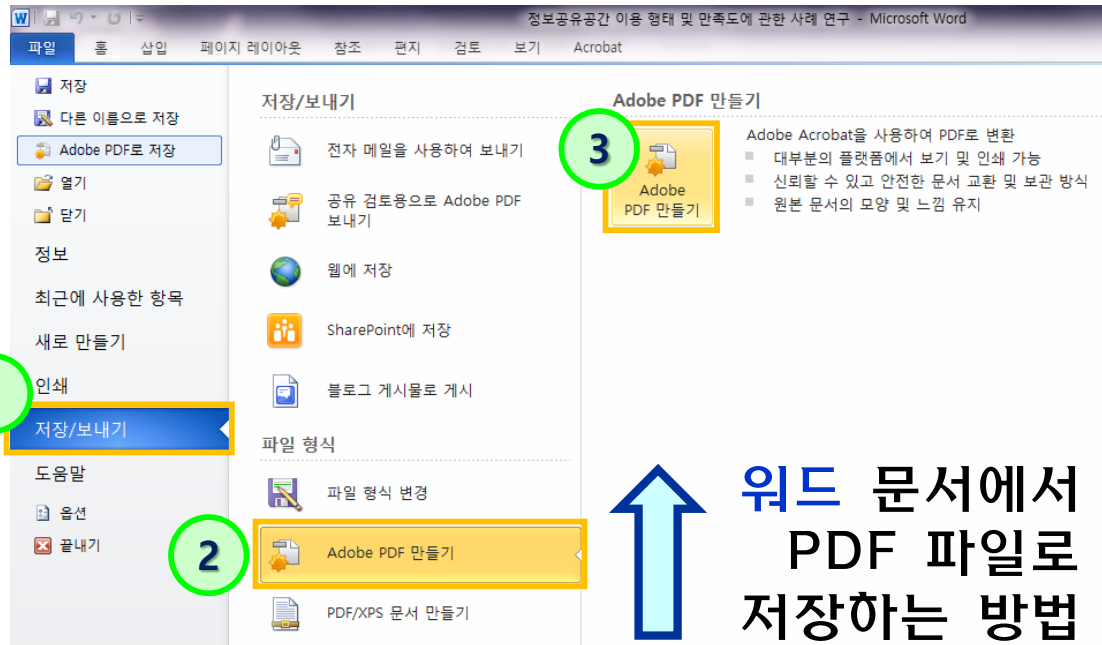 정보공유공간 이용 형태 및 만족도에 관한 사례 연구 - Microsoft Word
파일 홈 삽입 페이지 레이아웃 참조 편지 검토 보기 Acrobat
저장
다른 이름으로 저장
Adobe PDF로 저장
열기
닫기
정보
최근에 사용한 항목
새로 만들기
인쇄
저장/보내기
도움말
옵션
끝내기
저장/보내기
전자 메일을 사용하여 보내기
공유 검토용으로 Adobe PDF
보내기
웹에 저장
SharePoint에 저장
블로그 게시물로 게시
파일 형식
파일 형식 변경
2
Adobe PDF 만들기
PDF/XPS 문서 만들기
Adobe PDF 만들기
3
Adobe
PDF 만들기
Adobe Acrobat을 사용하여 PDF로 변환
대부분의 플랫폼에서 보기 및 인쇄 가능
신뢰할 수 있고 안전한 문서 교환 및 보관 방식
원본 문서의 모양 및 느낌 유지
워드 문서에서
PDF 파일로
저장하는 방법